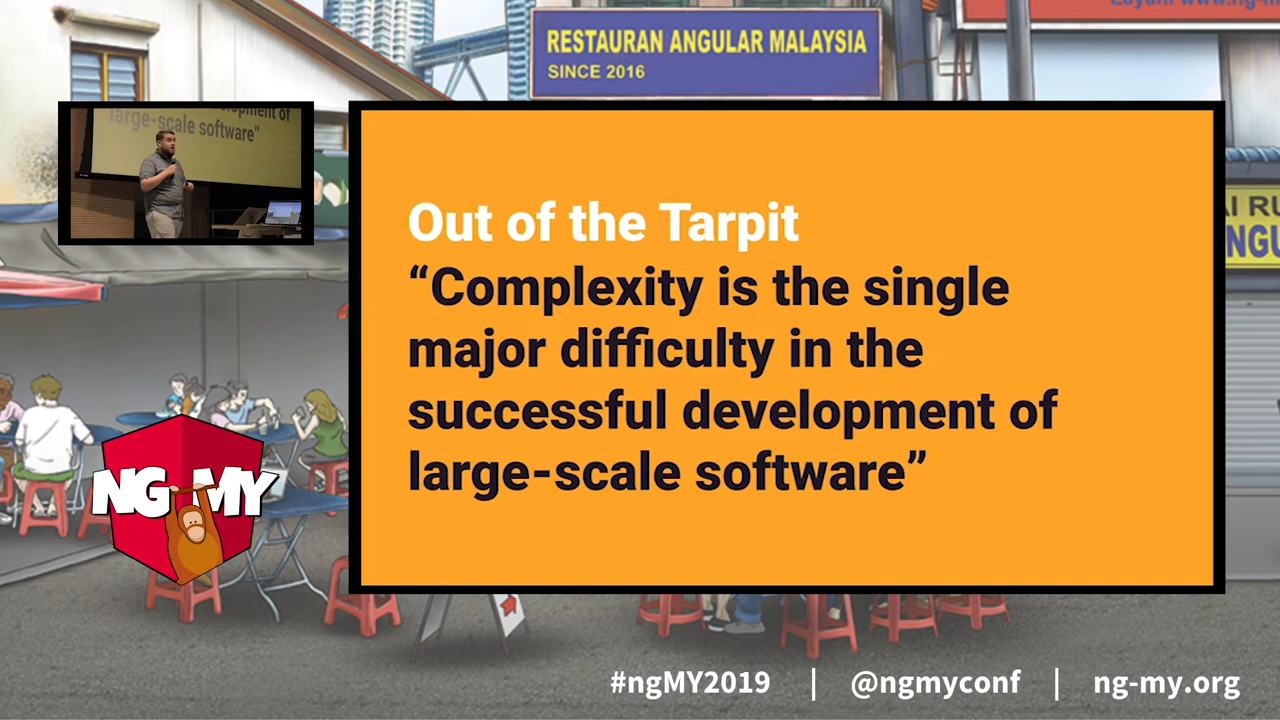 RESTAURAN ANGULAR MALAYSIA
SINCE 2016
large-scale software"
Out of the Tarpit
“Complexity is the single
major difficulty in the
successful development of
large-scale software”
NG MY
#ngMY2019 | @ngmyconf | ng-my.org